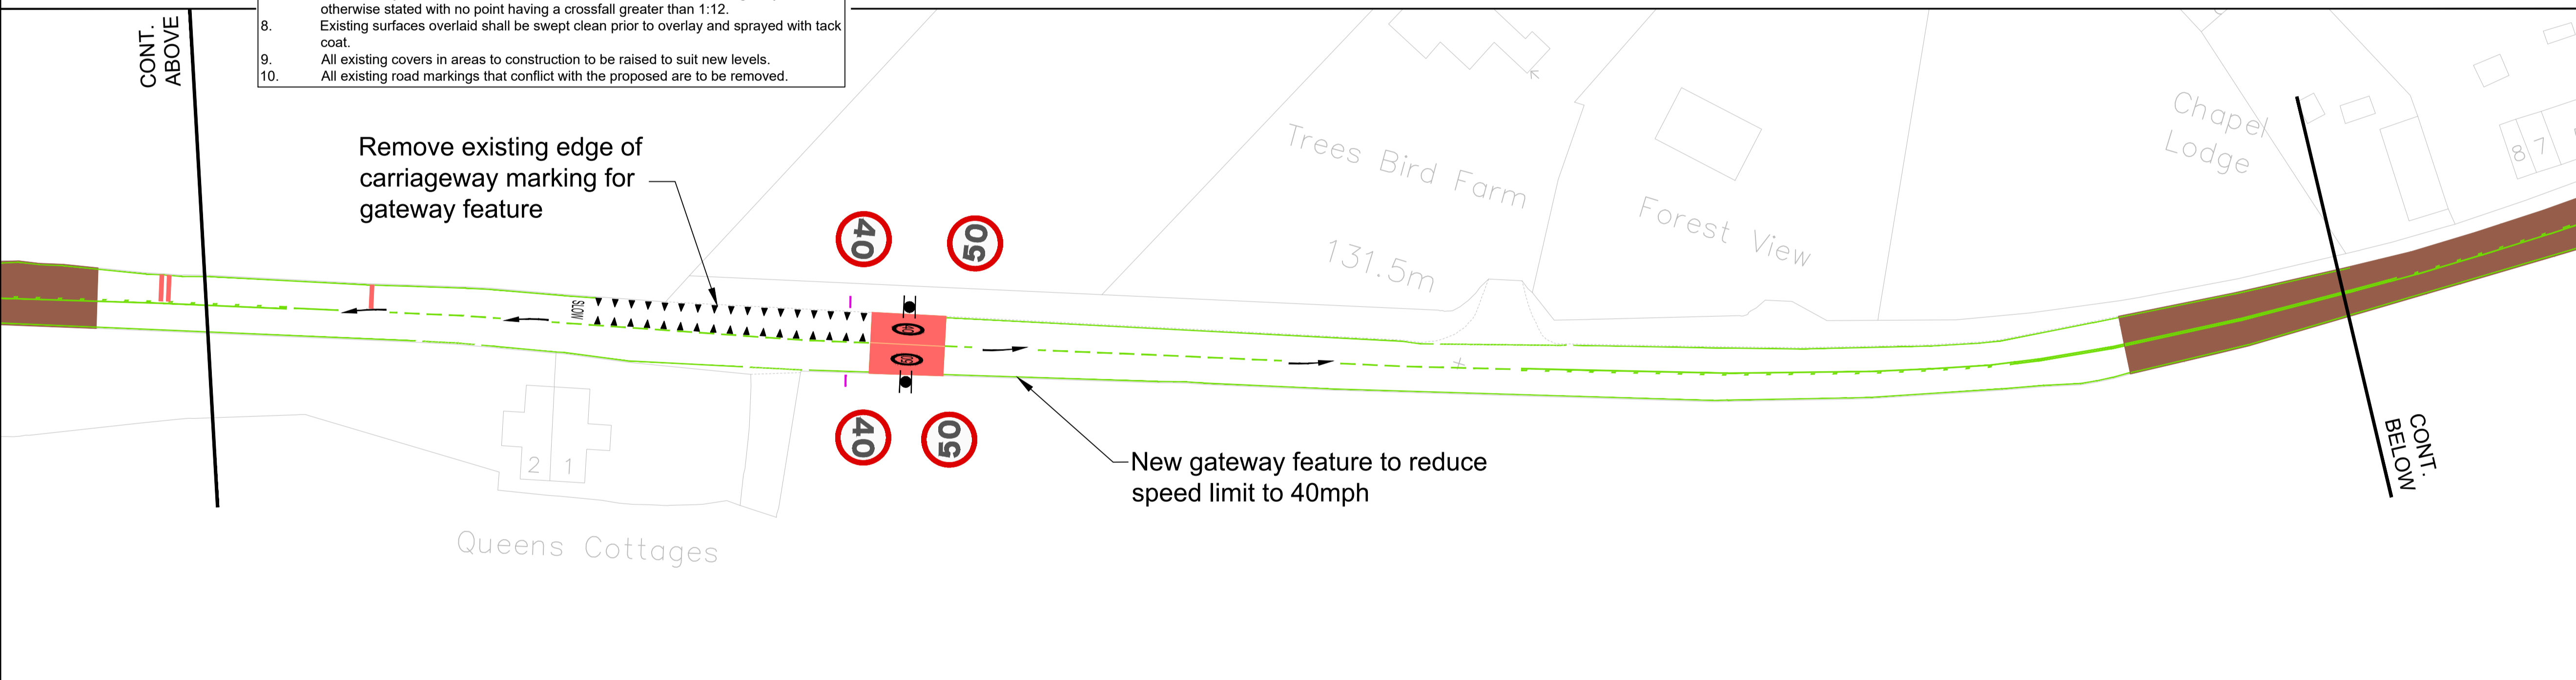 otherwise stated with no point having a crossfall greater than 1:12.
8. Existing surfaces overlaid shall be swept clean prior to overlay and sprayed with tack
coat.
9. All existing covers in areas to construction to be raised to suit new levels.
10. All existing road markings that conflict with the proposed are to be removed.
CONT.
ABOVE
Remove existing edge of
carriageway marking for
gateway feature
40
50
Trees Bird Farm
131.5m
Forest View
Chapel
Lodge
8 7
SLOW
40
50
2 1
40
50
New gateway feature to reduce
speed limit to 40mph
CONT.
BELOW
Queens Cottages